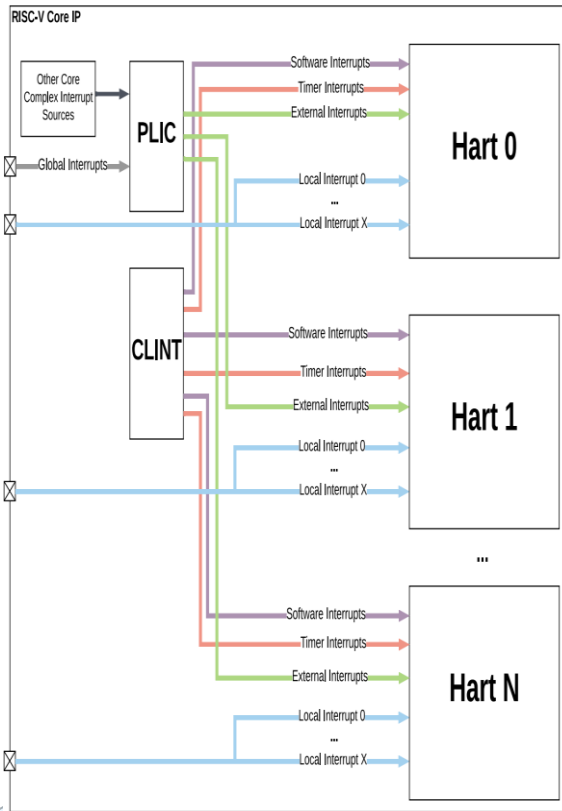 RISC-V Core IP
Other Core
Complex Interrupt
Sources
PLIC
Global Interrupts
Software Interrupts
Timer Interrupts
External Interrupts
Local Interrupt 0
...
Local Interrupt X
Hart 0
CLINT
Software Interrupts
Timer Interrupts
External Interrupts
Local Interrupt 0
...
Local Interrupt X
Hart 1
...
Software Interrupts
Timer Interrupts
External Interrupts
Local Interrupt 0
...
Local Interrupt X
Hart N